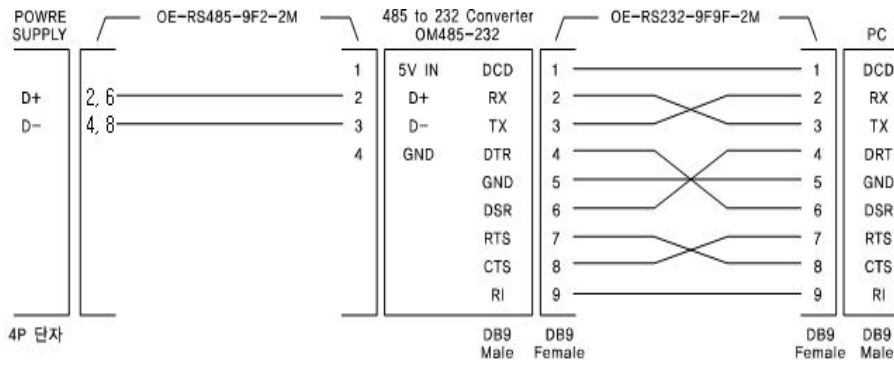 POWRE SUPPLY
OE-RS485-9F2-2M
485 to 232 Converter
OM485-232
OE-RS232-9F9F-2M
PC
1 5V IN DCD 1 1 DCD
D+ 2, 6 2 D+ RX 2 2 RX
D- 4, 8 3 D- TX 3 3 TX
4 GND DTR 4 4 DRT
GND 5 5 GND
DSR 6 6 DSR
RTS 7 7 RTS
CTS 8 8 CTS
RI 9 9 RI
4P 단자
DB9 Male
DB9 Female
DB9 Female
DB9 Male